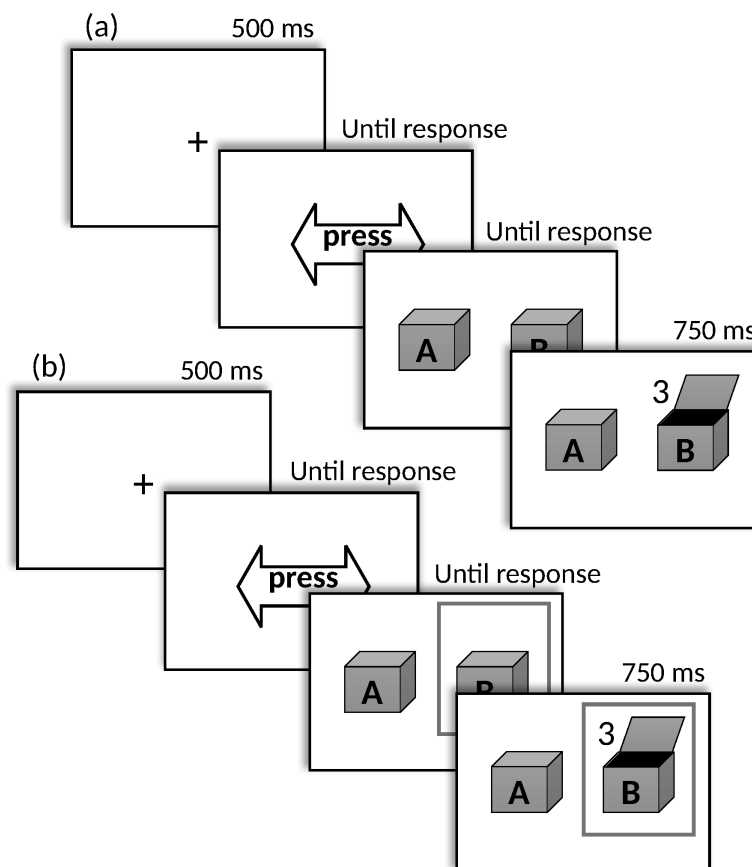 (a)
500 ms
+
Until response
press
Until response
A
B
750 ms
3
A
B
(b)
500 ms
+
Until response
press
Until response
A
B
750 ms
3
A
B